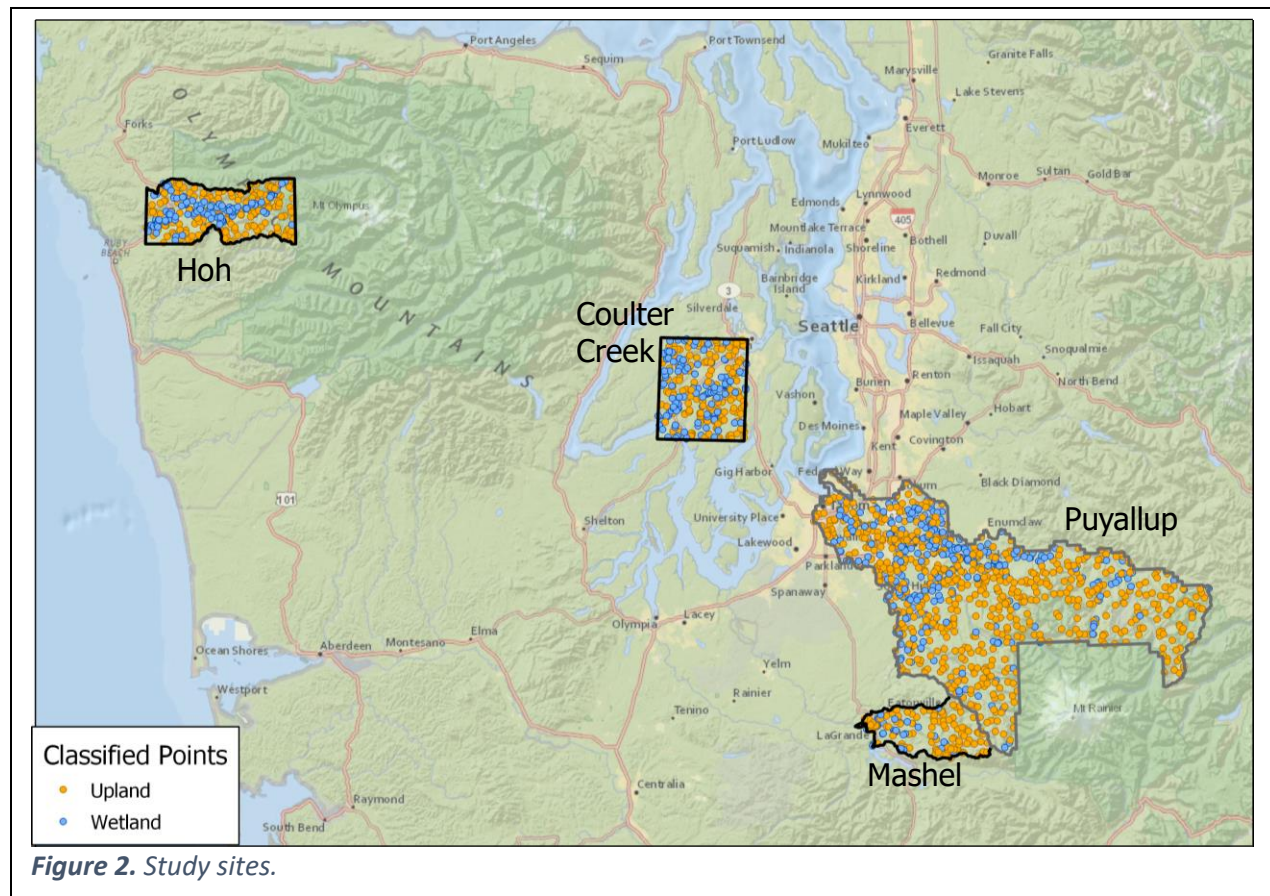 Port Angeles
Port Townsend
Sequim
Granite Falls
Marysville
Lake Stevens
OLYM
Forks
Everett
Port Ludlow
Mukilteo
Monroe
Sultan
Gold Bar
Lynnwood
Edmonds
Mt Olympus
405
Mountlake Terrace
Bothell
Duvall
RUBY
BEACH
Suquamish
Indianola
Shoreline
Hoh
MOUNTAINS
Bainbridge
Island
Kirkland
Redmond
3
Silverdale
Coulter
Creek
Seattle
Bellevue
Fall City
Snoqualmie
Issaquah
North Bend
Renton
Vashon
Maple Valley
Hobart
Des Moines
Kent
Covington
Gig Harbor
Black Diamond
101
University Place
Enumclaw
Puyallup
Shelton
Lakewood
Parkland
Spanaway
Olympia
Lacey
Ocean Shores
Aberdeen
Montesano
Elma
Yelm
Westport
Rainier
Eatonville
Mt Rainier
Tenino
LaGrande
Mashel
Centralia
Raymond
South Bend
Classified Points
Upland
Wetland
Figure 2. Study sites.